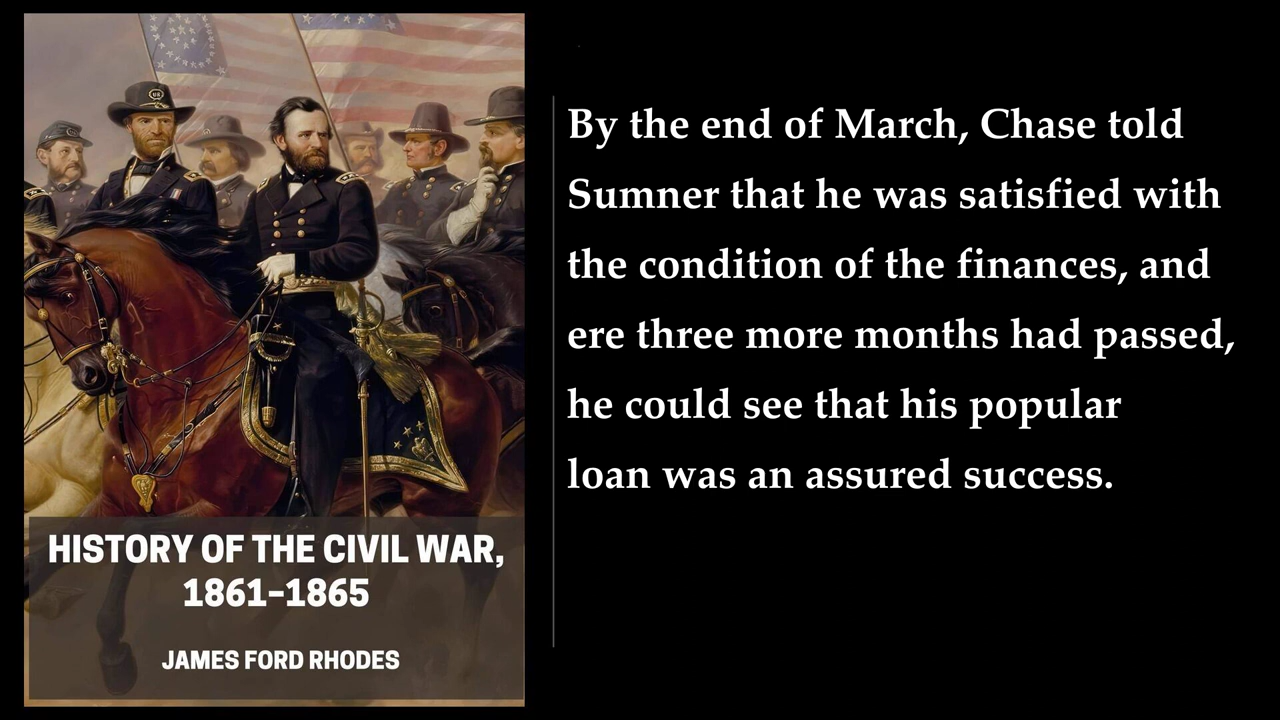 HISTORY OF THE CIVIL WAR,
1861–1865
JAMES FORD RHODES
By the end of March, Chase told
Sumner that he was satisfied with
the condition of the finances, and
ere three more months had passed,
he could see that his popular
loan was an assured success.